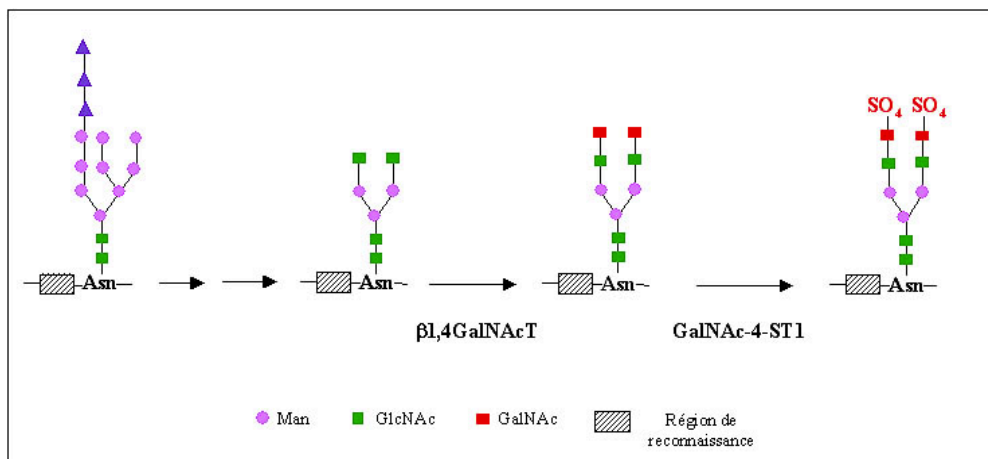 SO4 SO4
Asn Asn Asn Asn
β1,4GalNAcT GalNAc-4-ST1
Man GlcNAc GalNAc Région de
reconnaissance